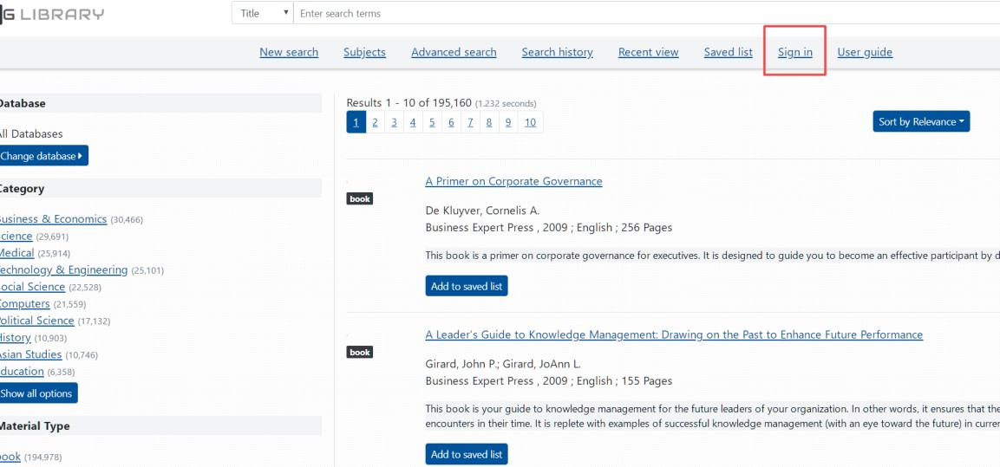 G LIBRARY
Title
Enter search terms
New search Subjects Advanced search Search history Recent view Saved list Sign in User guide
Database
All Databases
Change database
Category
Business & Economics (30,466)
Science (29,691)
Medical (25,914)
Technology & Engineering (25,101)
Social Science (22,528)
Computers (21,559)
Political Science (17,132)
History (10,903)
Asian Studies (10,746)
Education (6,358)
Show all options
Material Type
book (194,978)
Results 1 - 10 of 195,160 (1.232 seconds)
1 2 3 4 5 6 7 8 9 10
Sort by Relevance
A Primer on Corporate Governance
book
De Kluyver, Cornelis A.
Business Expert Press , 2009 ; English ; 256 Pages
This book is a primer on corporate governance for executives. It is designed to guide you to become an effective participant by d
Add to saved list
A Leader's Guide to Knowledge Management: Drawing on the Past to Enhance Future Performance
book
Girard, John P.; Girard, JoAnn L.
Business Expert Press , 2009 ; English ; 155 Pages
This book is your guide to knowledge management for the future leaders of your organization. In other words, it ensures that the
encounters in their time. It is replete with examples of successful knowledge management (with an eye toward the future) in curren
Add to saved list